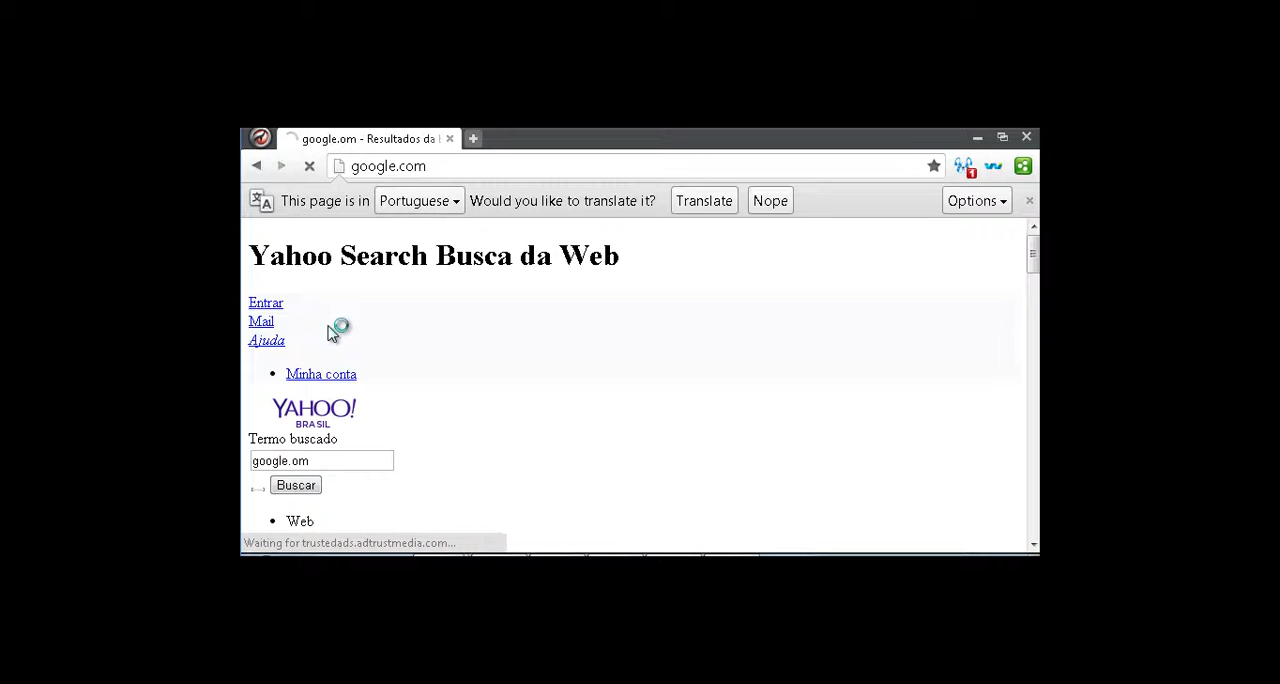 google.om - Resultados da
google.com
1
This page is in Portuguese Would you like to translate it? Translate Nope Options
Yahoo Search Busca da Web
Entrar
Mail
Ajuda
Minha conta
YAHOO!
BRASIL
Termo buscado
google.om
Buscar
Web
Waiting for trustedads.adtrustmedia.com...